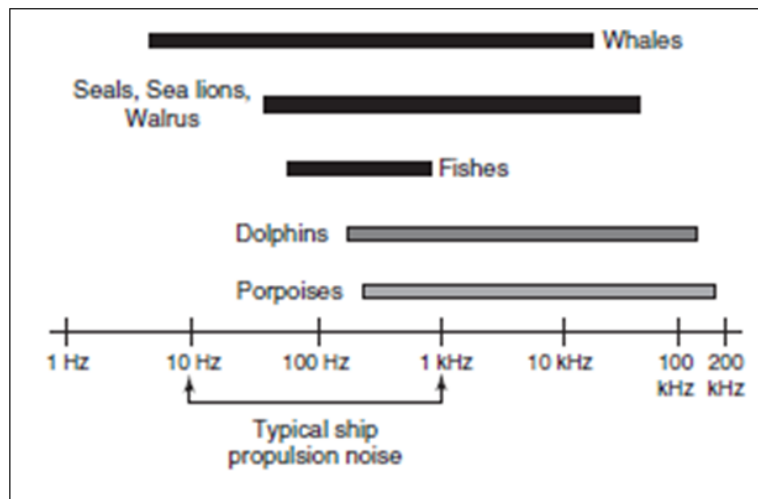 Whales
Seals, Sea lions,
Walrus
Fishes
Dolphins
Porpoises
1 Hz 10 Hz 100 Hz 1 kHz 10 kHz 100 200
kHz kHz
Typical ship
propulsion noise